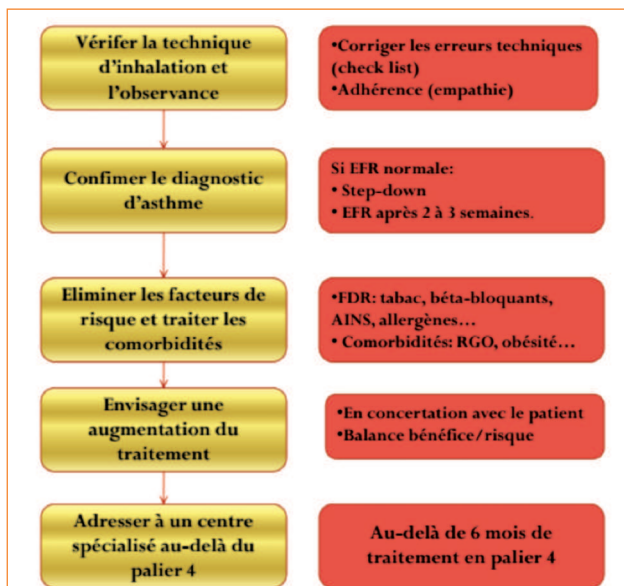 Vérifer la technique
d'inhalation et
l'observance
•Corriger les erreurs techniques
(check list)
•Adhérence (empathie)
Confimer le diagnostic
d'asthme
Si EFR normale:
• Step-down
• EFR après 2 à 3 semaines.
Eliminer les facteurs de
risque et traiter les
comorbidités
•FDR: tabac, béta-bloquants,
AINS, allergènes…
• Comorbidités: RGO, obésité…
Envisager une
augmentation du
traitement
•En concertation avec le patient
•Balance bénéfice/risque
Adresser à un centre
spécialisé au-delà du
palier 4
Au-delà de 6 mois de
traitement en palier 4